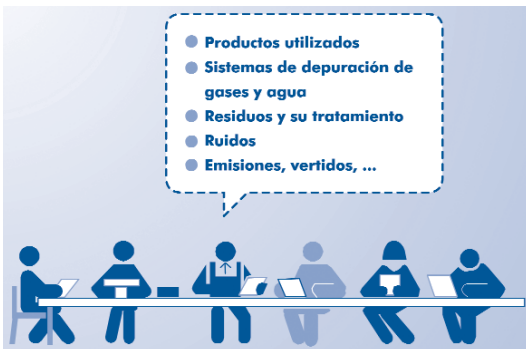 Productos utilizados
Sistemas de depuración de
gases y agua
Residuos y su tratamiento
Ruidos
Emisiones, vertidos, ...